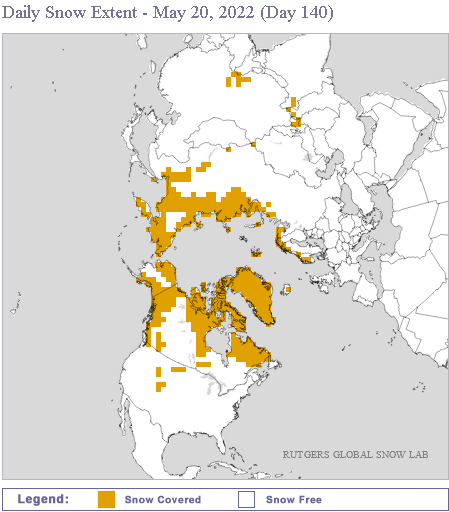 Daily Snow Extent - May 20, 2022 (Day 140)
RUTGERS GLOBAL SNOW LAB
Legend: Snow Covered Snow Free